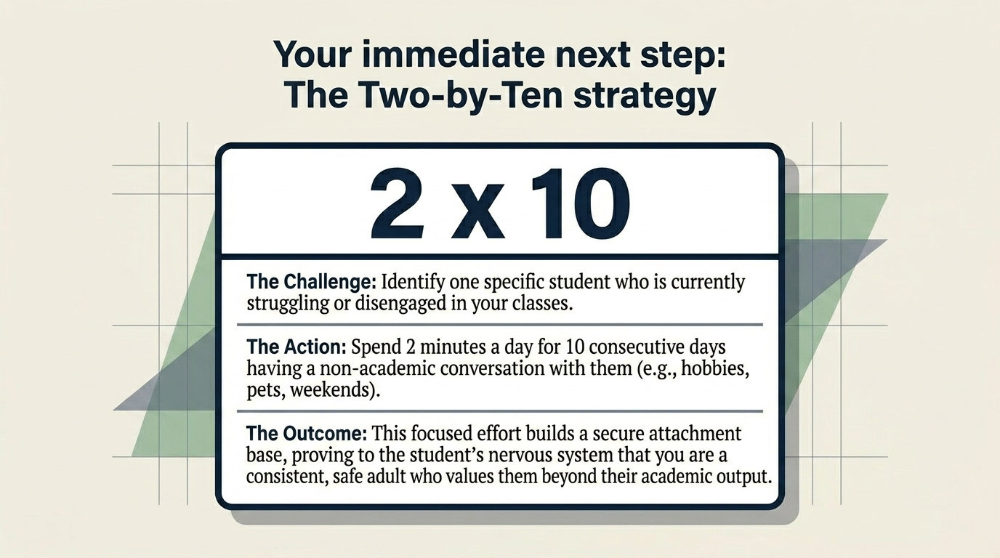 Your immediate next step:
The Two-by-Ten strategy
2 x 10
The Challenge: Identify one specific student who is currently
struggling or disengaged in your classes.
The Action: Spend 2 minutes a day for 10 consecutive days
having a non-academic conversation with them (e.g., hobbies,
pets, weekends).
The Outcome: This focused effort builds a secure attachment
base, proving to the student’s nervous system that you are a
consistent, safe adult who values them beyond their academic output.